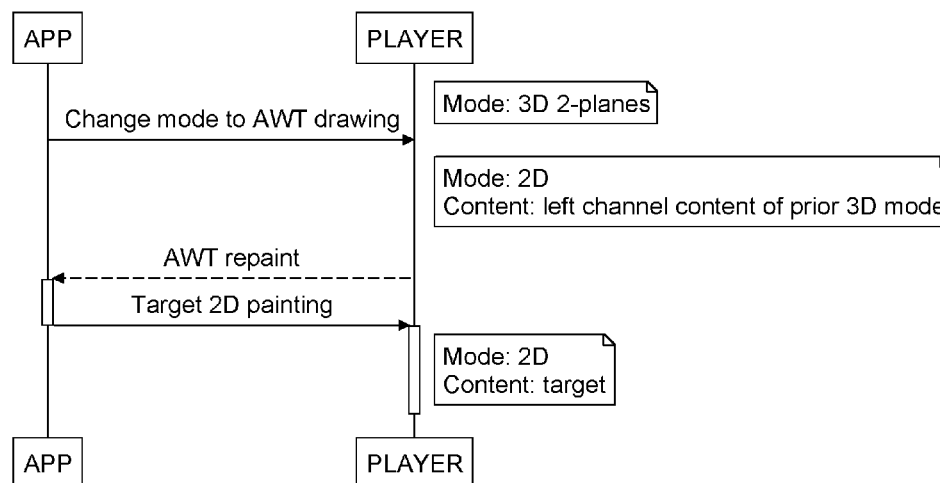 APP
PLAYER
Mode: 3D 2-planes
Change mode to AWT drawing
Mode: 2D
Content: left channel content of prior 3D mode
AWT repaint
Target 2D painting
Mode: 2D
Content: target
APP
PLAYER